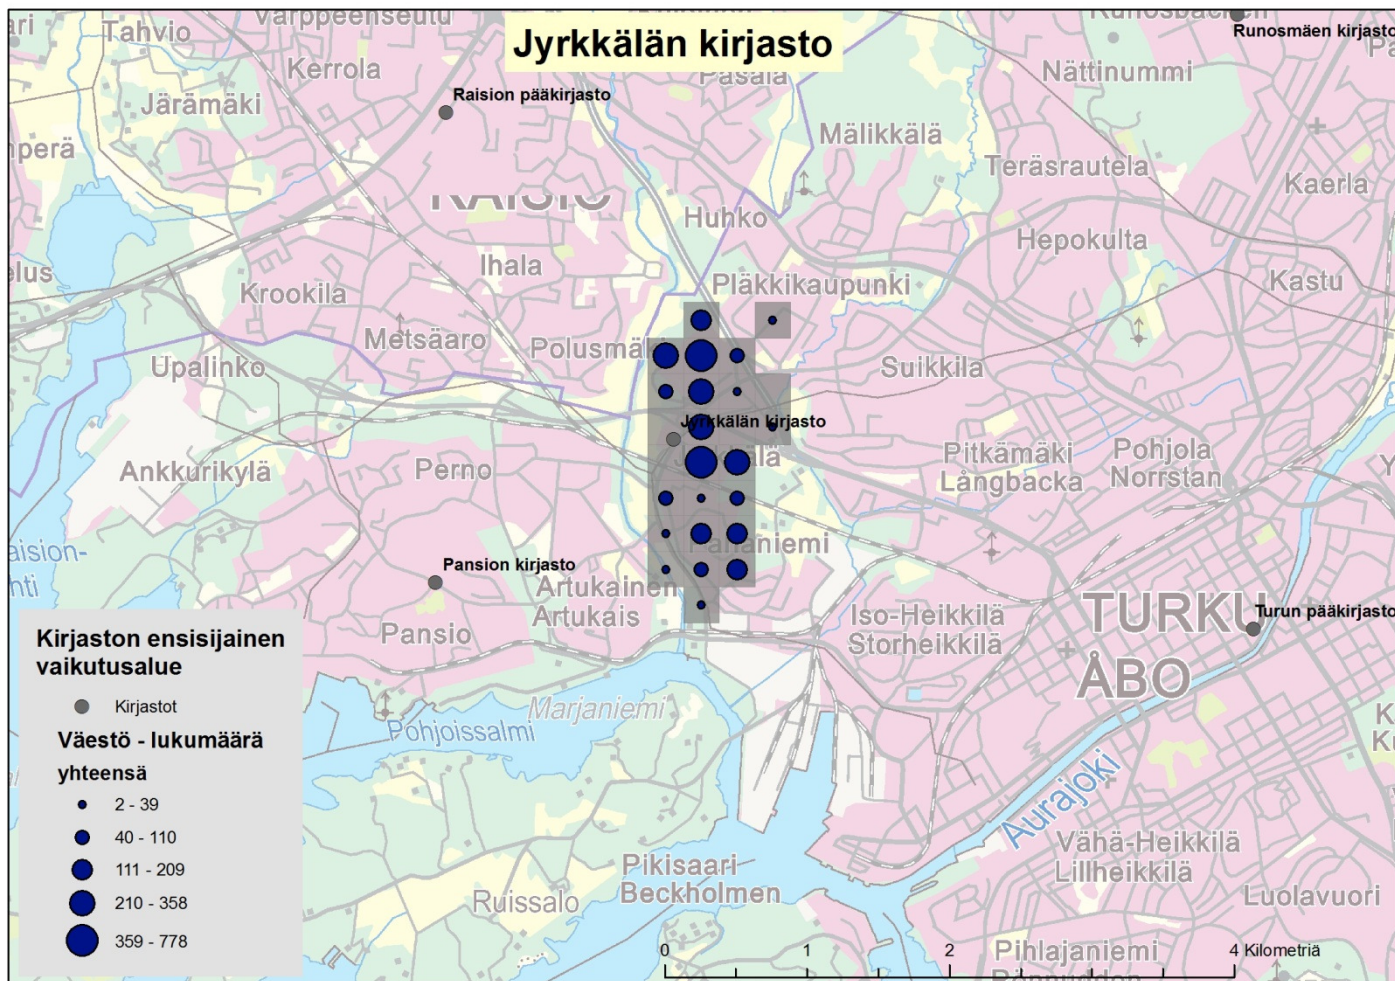 Jyrkkälän kirjasto
Tahvio
Kerrola
Järämäki
Raision pääkirjasto
Runosmäen kirjasto
Nättinummi
Mälikkälä
Teräsrautela
Kaerla
RAISIO
Huhko
Hepokulta
Ihala
Pläkkikaupunki
Kastu
Krookila
Metsäaro
Upalinko
Suikkila
Jyrkkälän kirjasto
Ankkurikylä
Perno
Pitkämäki
Långbacka
Pohjola
Norrstan
Pansion kirjasto
Artukainen
Artukais
Pansio
Iso-Heikkilä
Storheikkilä
TURKU
ÅBO
Turun pääkirjasto
Marjaniemi
Pohjoissalmi
Aurajoki
Vähä-Heikkilä
Lillheikkilä
Luolavuori
Pikisaari
Beckholmen
Ruissalo
Pihlajaniemi
Kirjaston ensisijainen
vaikutusalue
Kirjastot
Väestö - lukumäärä
yhteensä
2 - 39
40 - 110
111 - 209
210 - 358
359 - 778
0 2 4 Kilometriä